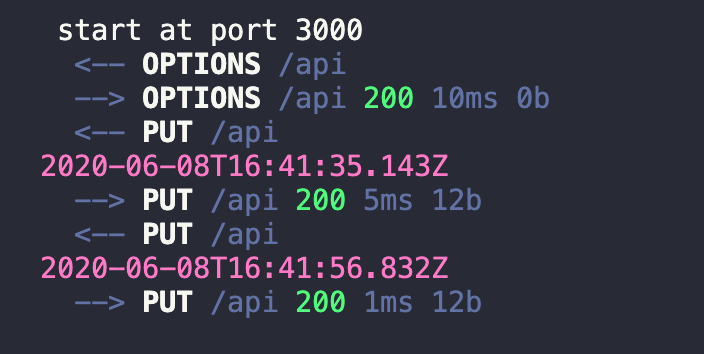 start at port 3000
<-- OPTIONS /api
--> OPTIONS /api 200 10ms 0b
<-- PUT /api
2020-06-08T16:41:35.143Z
--> PUT /api 200 5ms 12b
<-- PUT /api
2020-06-08T16:41:56.832Z
--> PUT /api 200 1ms 12b